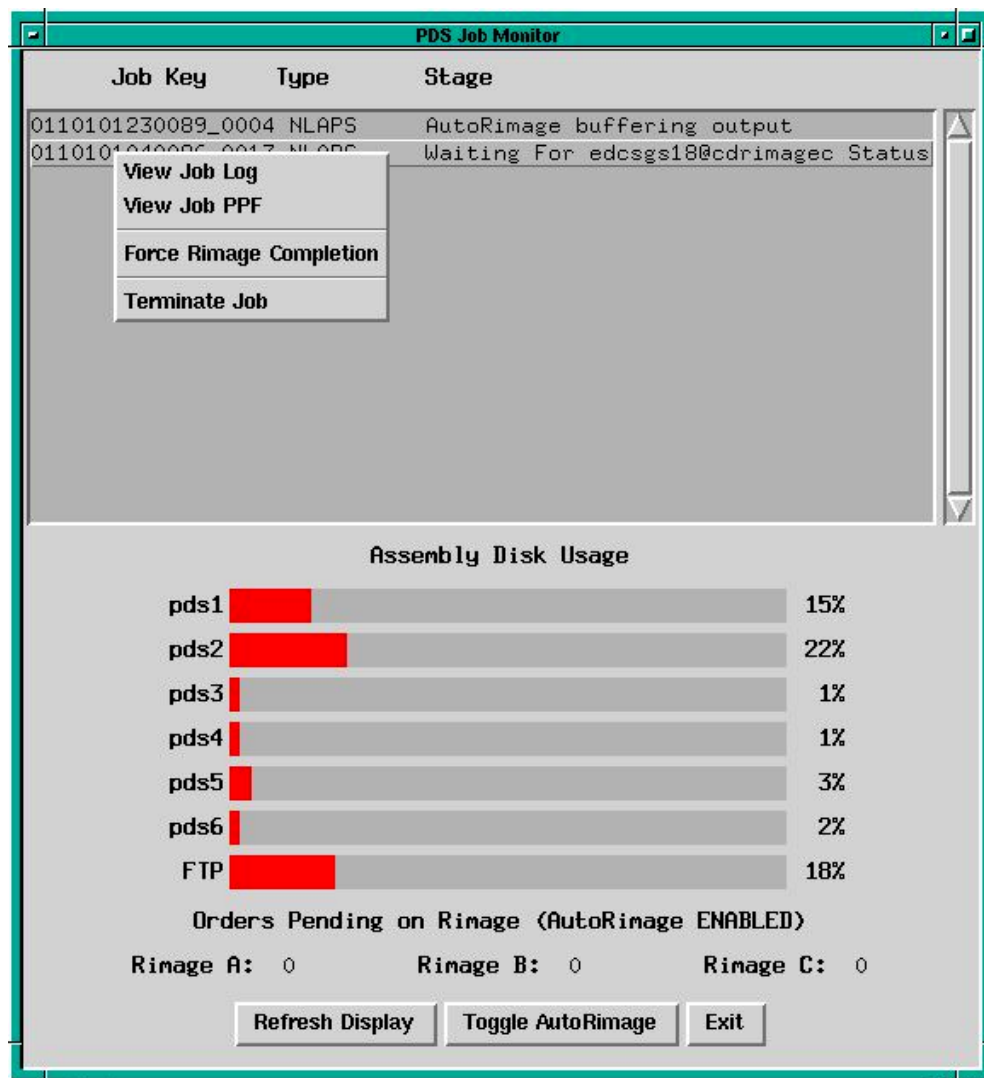 PDS Job Monitor
Job Key Type Stage
0110101230089_0004 NLAPS AutoRimage buffering output
Waiting For edcsgs18@cdrimagec Status
View Job Log
View Job PPF
Force Rimage Completion
Terminate Job
Assembly Disk Usage
pds1 15%
pds2 22%
pds3 1%
pds4 1%
pds5 3%
pds6 2%
FTP 18%
Orders Pending on Rimage (AutoRimage ENABLED)
Rimage A: 0 Rimage B: 0 Rimage C: 0
Refresh Display Toggle AutoRimage Exit